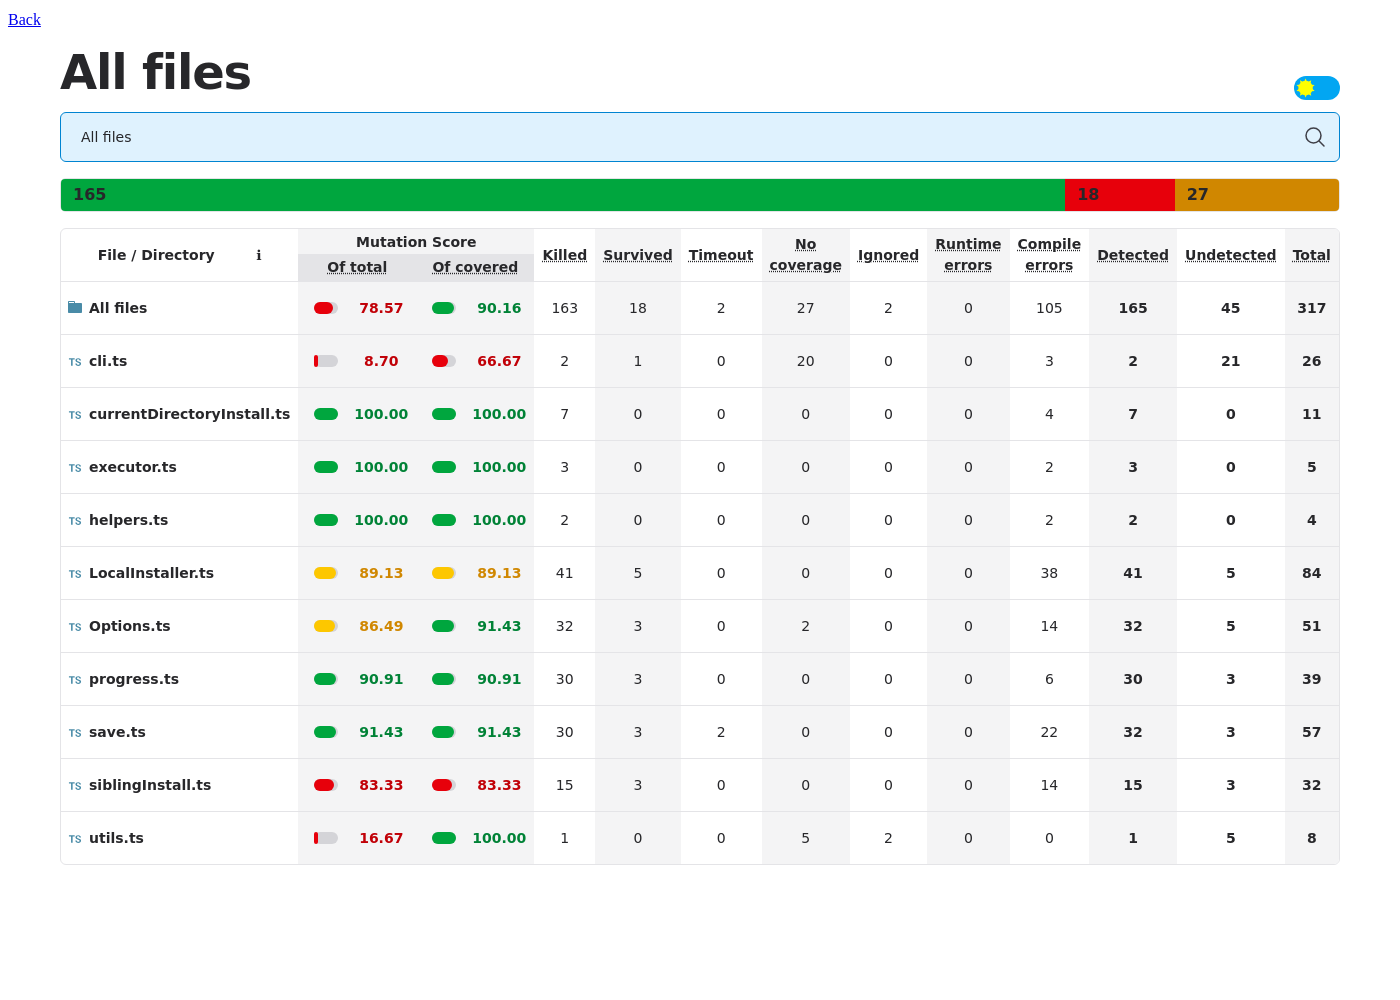 Back
All files
All files
165 18 27
File / Directory ℹ Mutation Score Killed Survived Timeout No coverage Ignored Runtime errors Compile errors Detected Undetected Total
Of total Of covered
All files 78.57 90.16 163 18 2 27 2 0 105 165 45 317
TS cli.ts 8.70 66.67 2 1 0 20 0 0 3 2 21 26
TS currentDirectoryInstall.ts 100.00 100.00 7 0 0 0 0 0 4 7 0 11
TS executor.ts 100.00 100.00 3 0 0 0 0 0 2 3 0 5
TS helpers.ts 100.00 100.00 2 0 0 0 0 0 2 2 0 4
TS LocalInstaller.ts 89.13 89.13 41 5 0 0 0 0 38 41 5 84
TS Options.ts 86.49 91.43 32 3 0 2 0 0 14 32 5 51
TS progress.ts 90.91 90.91 30 3 0 0 0 0 6 30 3 39
TS save.ts 91.43 91.43 30 3 2 0 0 0 22 32 3 57
TS siblingInstall.ts 83.33 83.33 15 3 0 0 0 0 14 15 3 32
TS utils.ts 16.67 100.00 1 0 0 5 2 0 0 1 5 8